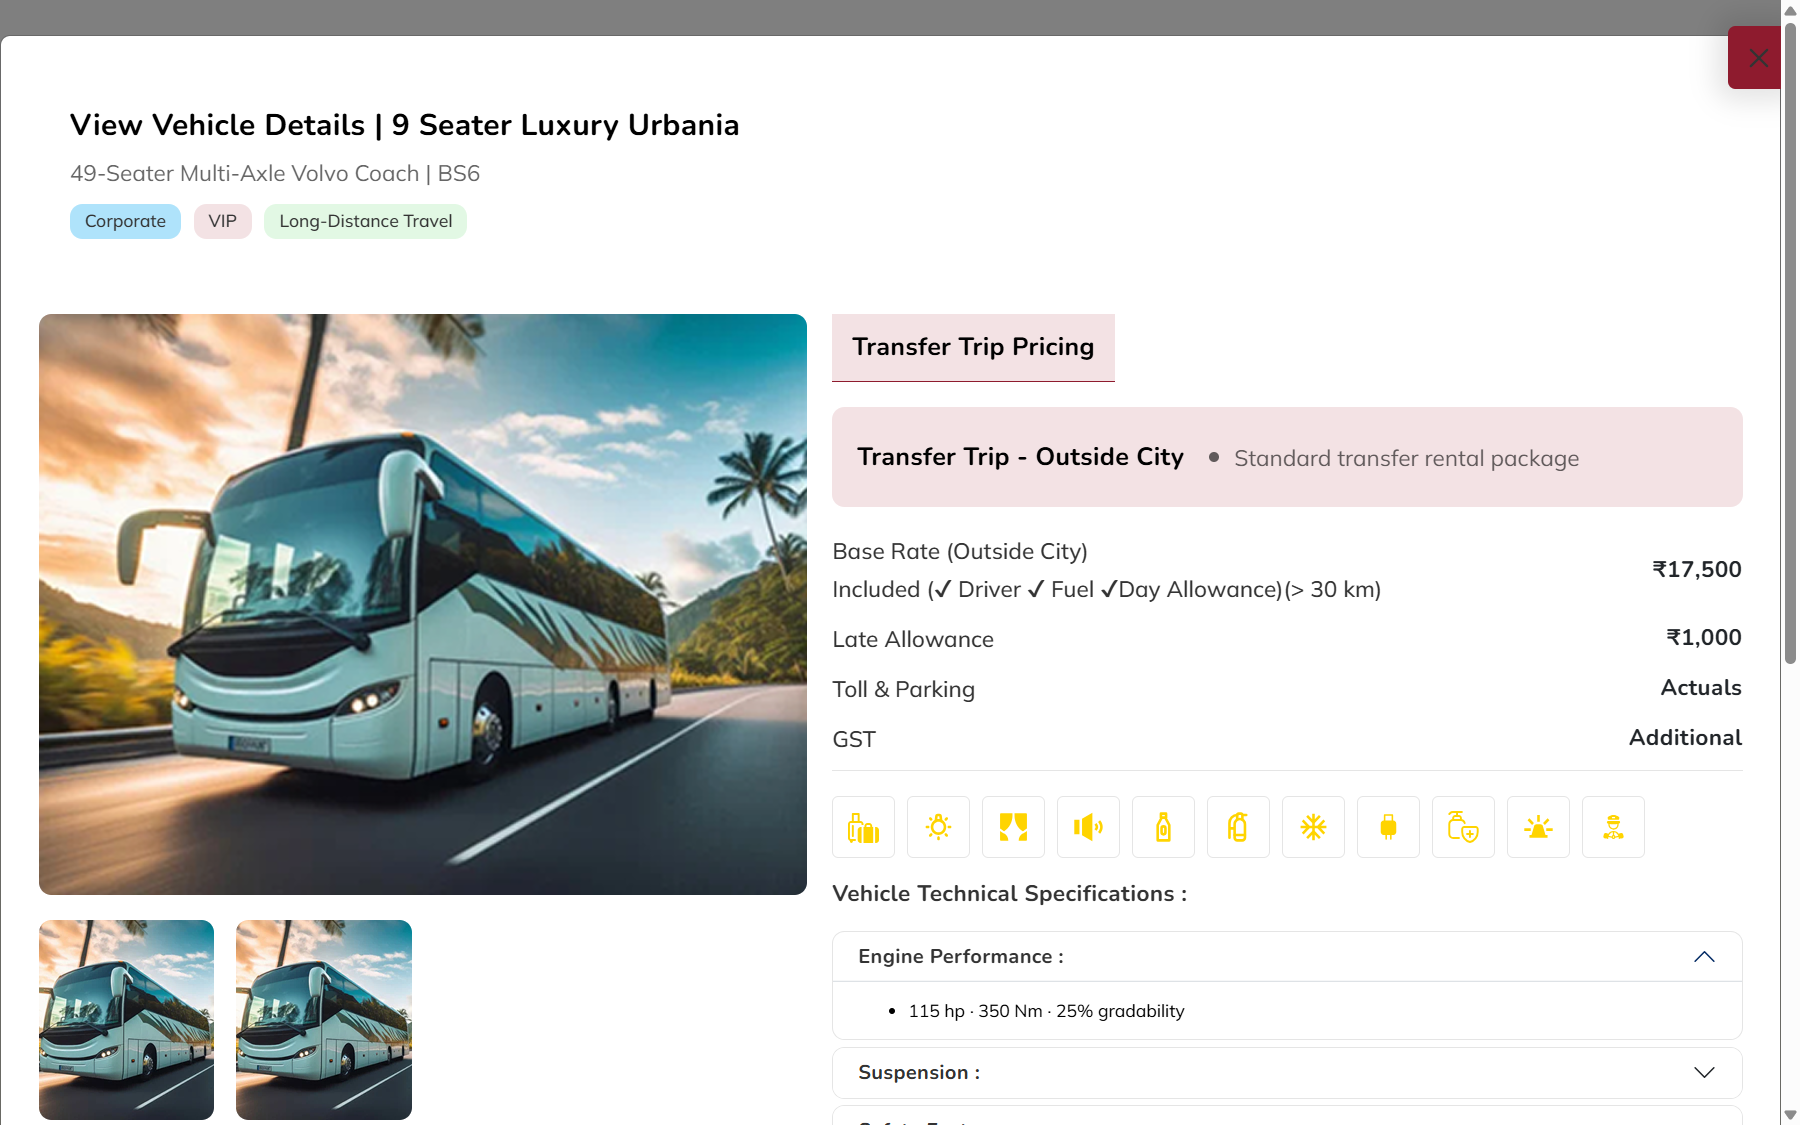 View Vehicle Details | 9 Seater Luxury Urbania
49-Seater Multi-Axle Volvo Coach | BS6
Corporate VIP Long-Distance Travel
Transfer Trip Pricing
Transfer Trip - Outside City • Standard transfer rental package
Base Rate (Outside City)
Included (✓ Driver ✓ Fuel ✓Day Allowance)(> 30 km) ₹17,500
Late Allowance ₹1,000
Toll & Parking Actuals
GST Additional
Vehicle Technical Specifications :
Engine Performance :
• 115 hp · 350 Nm · 25% gradability
Suspension :